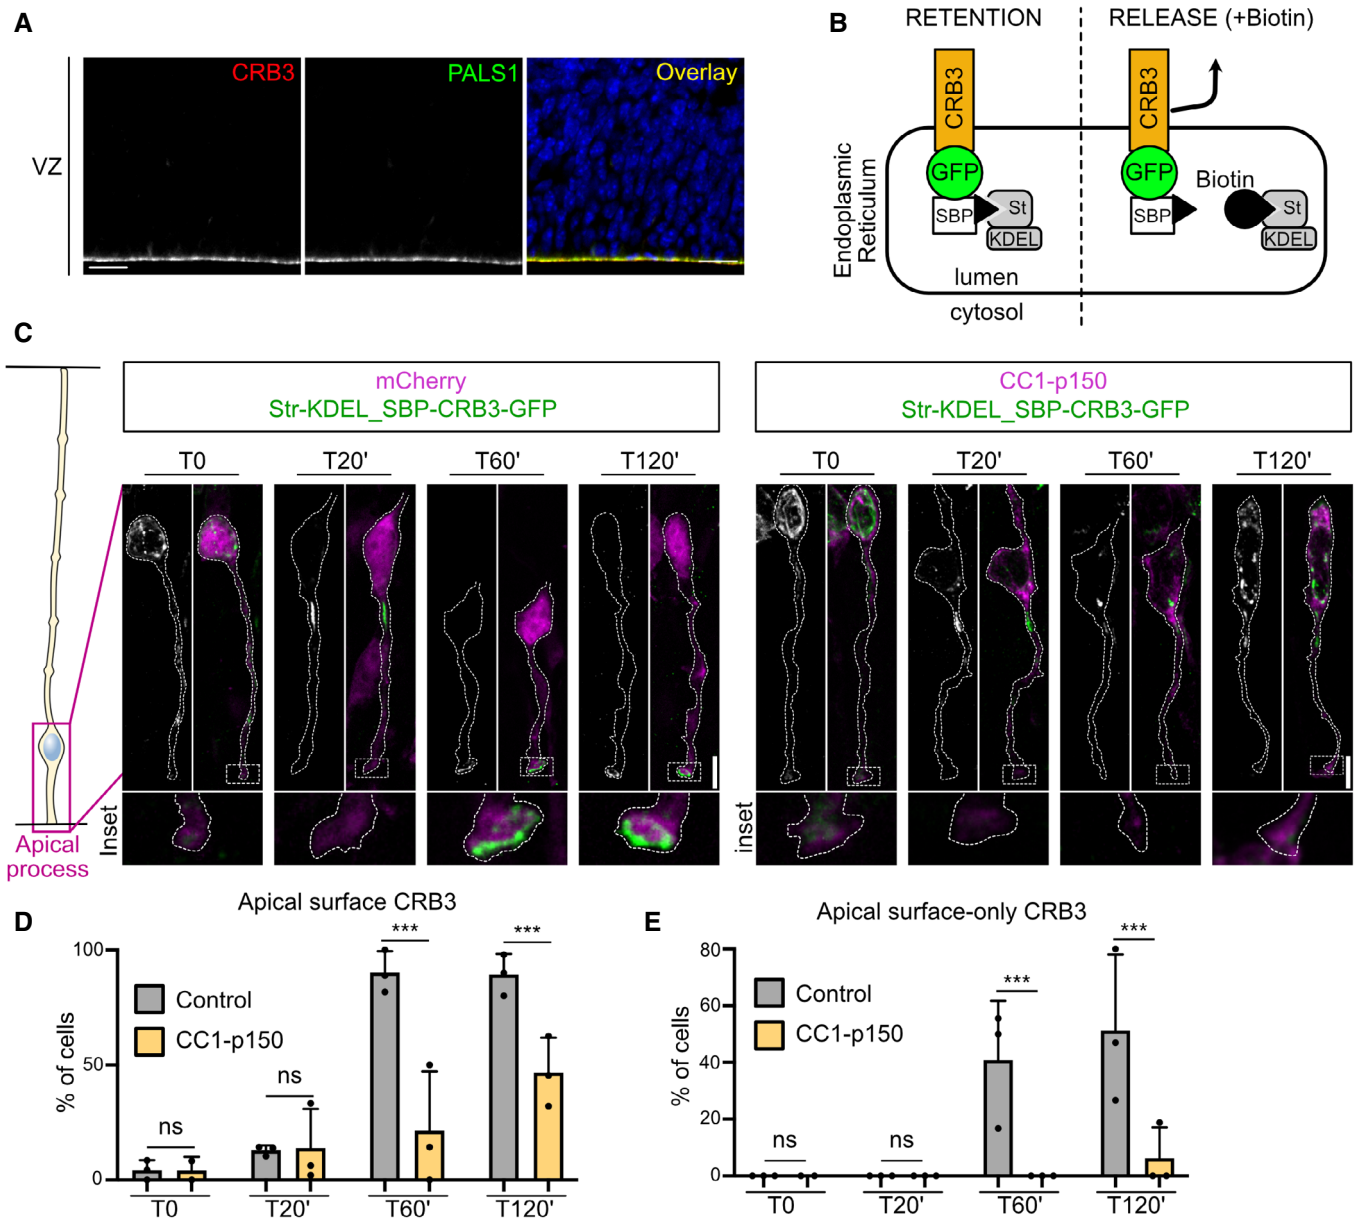 A
CRB3
PALS1
Overlay
VZ
B
RETENTION
RELEASE (+Biotin)
CRB3
CRB3
GFP
GFP
Biotin
SBP
St
SBP
St
KDEL
KDEL
Endoplasmic
Reticulum
lumen
cytosol
C
mCherry
Str-KDEL_SBP-CRB3-GFP
CC1-p150
Str-KDEL_SBP-CRB3-GFP
T0
T20'
T60'
T120'
T0
T20'
T60'
T120'
Apical
process
Inset
inset
D
Apical surface CRB3
% of cells
100
50
0
Control
CC1-p150
ns
ns
***
***
T0
T20'
T60'
T120'
E
Apical surface-only CRB3
% of cells
80
60
40
20
0
Control
CC1-p150
ns
ns
***
***
T0
T20'
T60'
T120'